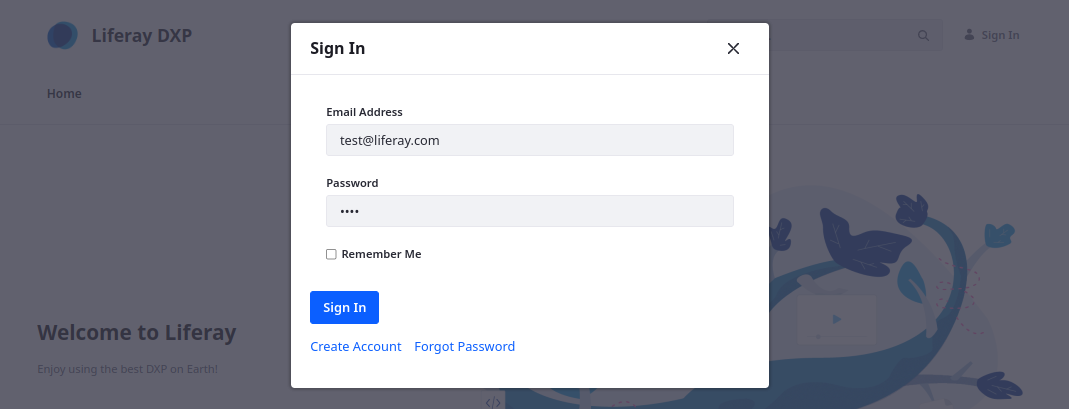 Liferay DXP
Sign In
Home
Sign In
Email Address
test@liferay.com
Password
••••
Remember Me
Sign In
Create Account Forgot Password
Welcome to Liferay
Enjoy using the best DXP on Earth!